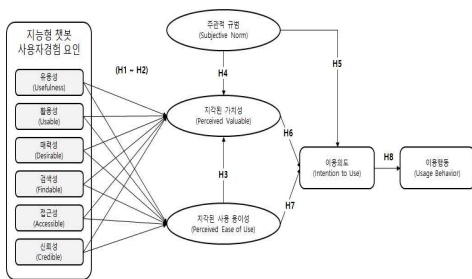 지능형 챗봇
사용자경험 요인
유용성
(Usefulness)
활용성
(Usable)
매력성
(Desirable)
검색성
(Findable)
접근성
(Accessible)
신뢰성
(Credible)
(H1 ~ H2)
주관적 규범
(Subjective Norm)
H4
H5
지각된 가치성
(Perceived Valuable)
H6
H3
이용의도
(Intention to Use)
H8
이용행동
(Usage Behavior)
지각된 사용 용이성
(Perceived Ease of Use)
H7